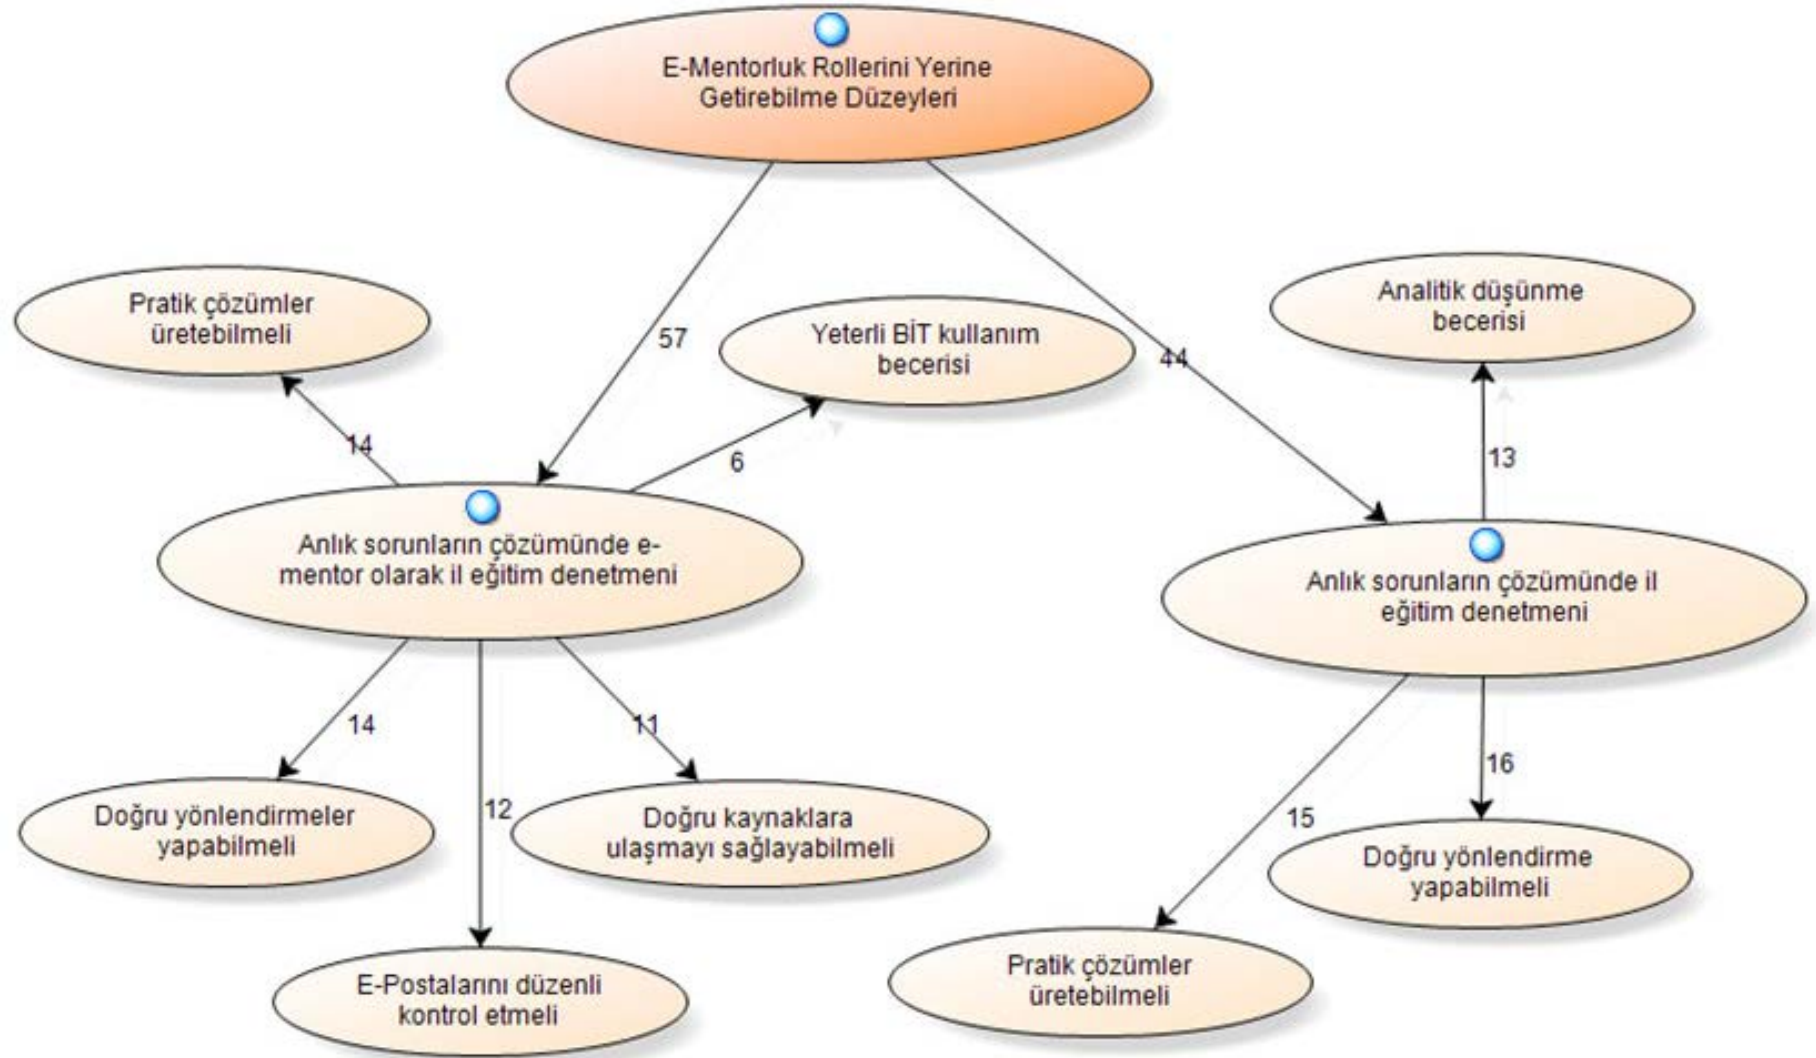 E-Mentorluk Rollerini Yerine
Getirebilme Düzeyleri
Pratik çözümler
üretebilmeli
57
Yeterli BİT kullanım
becerisi
44
Analitik düşünme
becerisi
14
6
13
Anlık sorunların çözümünde e-
mentor olarak il eğitim denetmeni
Anlık sorunların çözümünde il
eğitim denetmeni
14
12
11
15
16
Doğru yönlendirmeler
yapabilmeli
Doğru kaynaklara
ulaşmayı sağlayabilmeli
Doğru yönlendirme
yapabilmeli
E-Postalarını düzenli
kontrol etmeli
Pratik çözümler
üretebilmeli